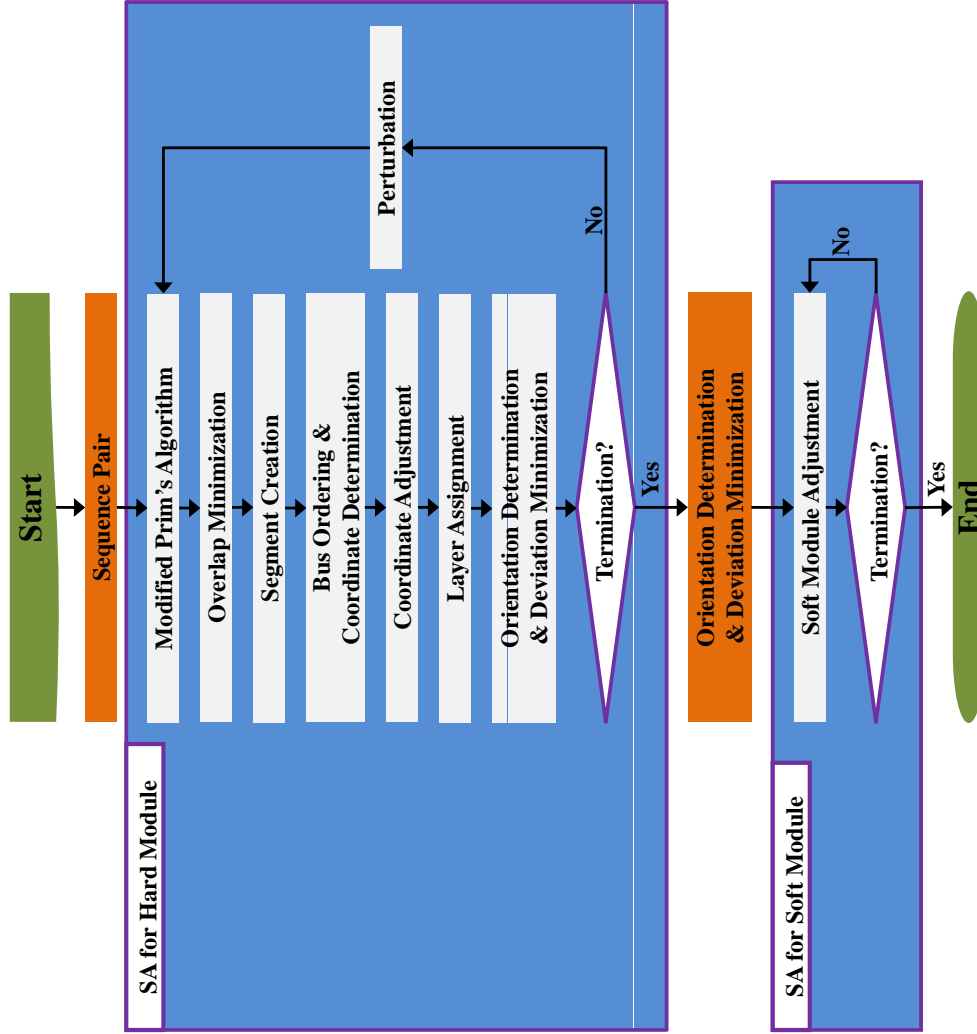 Start
Sequence Pair
SA for Hard Module
Modified Prim's Algorithm
Overlap Minimization
Segment Creation
Bus Ordering &
Coordinate Determination
Coordinate Adjustment
Layer Assignment
Orientation Determination
& Deviation Minimization
Termination?
No
Perturbation
Yes
Orientation Determination
& Deviation Minimization
SA for Soft Module
Soft Module Adjustment
Termination?
No
Yes
End